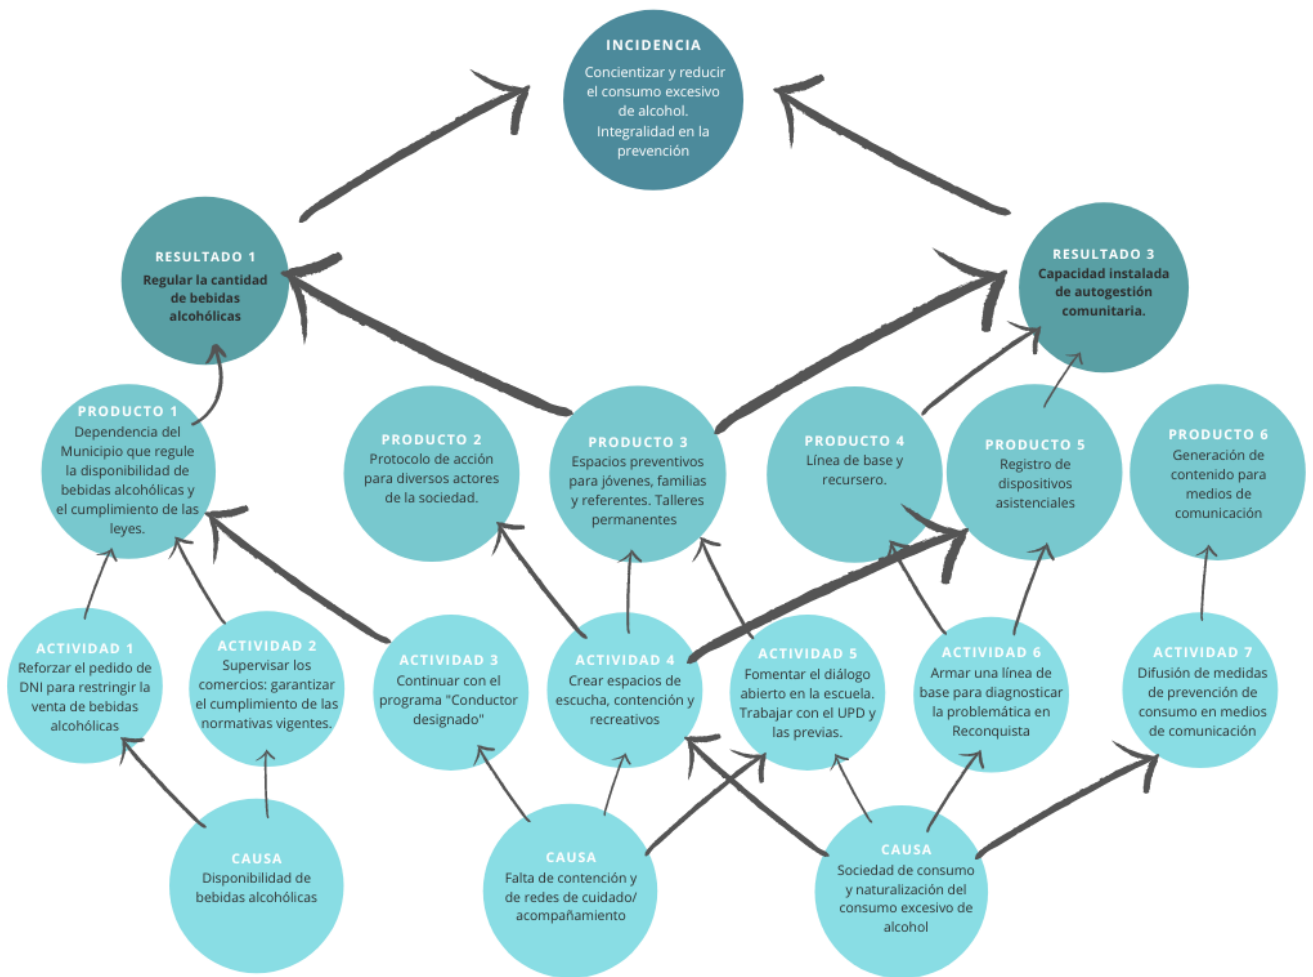 INCIDENCIA
Concientizar y reducir
el consumo excesivo
de alcohol.
Integralidad en la
prevención
RESULTADO 1
Regular la cantidad
de bebidas
alcohólicas
RESULTADO 3
Capacidad instalada
de autogestión
comunitaria.
PRODUCTO 1
Dependencia del
Municipio que regule
la disponibilidad de
bebidas alcohólicas y
el cumplimiento de las
leyes.
PRODUCTO 2
Protocolo de acción
para diversos actores
de la sociedad.
PRODUCTO 3
Espacios preventivos
para jóvenes, familias
y referentes. Talleres
permanentes
PRODUCTO 4
Línea de base y
recursero.
PRODUCTO 5
Registro de
dispositivos
asistenciales
PRODUCTO 6
Generación de
contenido para
medios de
comunicación
ACTIVIDAD 1
Reforzar el pedido de
DNI para restringir la
venta de bebidas
alcohólicas
ACTIVIDAD 2
Supervisar los
comercios: garantizar
el cumplimiento de las
normativas vigentes.
ACTIVIDAD 3
Continuar con el
programa "Conductor
designado"
ACTIVIDAD 4
Crear espacios de
escucha, contención y
recreativos
ACTIVIDAD 5
Fomentar el diálogo
abierto en la escuela.
Trabajar con el UPD y
las previas.
ACTIVIDAD 6
Armar una línea de
base para diagnosticar
la problemática en
Reconquista
ACTIVIDAD 7
Difusión de medidas
de prevención de
consumo en medios
de comunicación
CAUSA
Disponibilidad de
bebidas alcohólicas
CAUSA
Falta de contención y
de redes de cuidado/
acompañamiento
CAUSA
Sociedad de consumo
y naturalización del
consumo excesivo de
alcohol